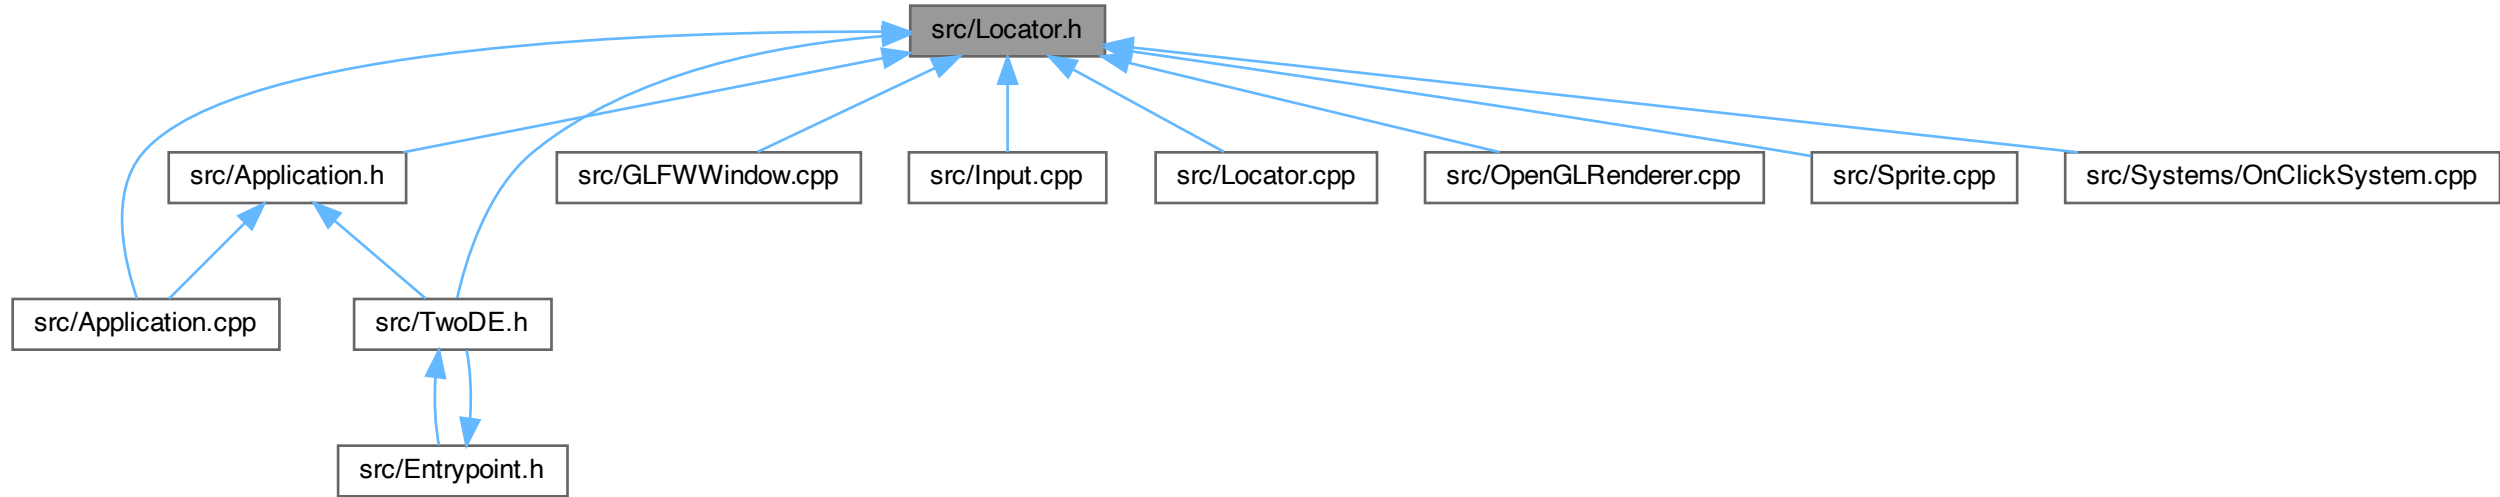 src/Locator.h
src/Application.h
src/GLFWWindow.cpp
src/Input.cpp
src/Locator.cpp
src/OpenGLRenderer.cpp
src/Sprite.cpp
src/Systems/OnClickSystem.cpp
src/Application.cpp
src/TwoDE.h
src/Entrypoint.h